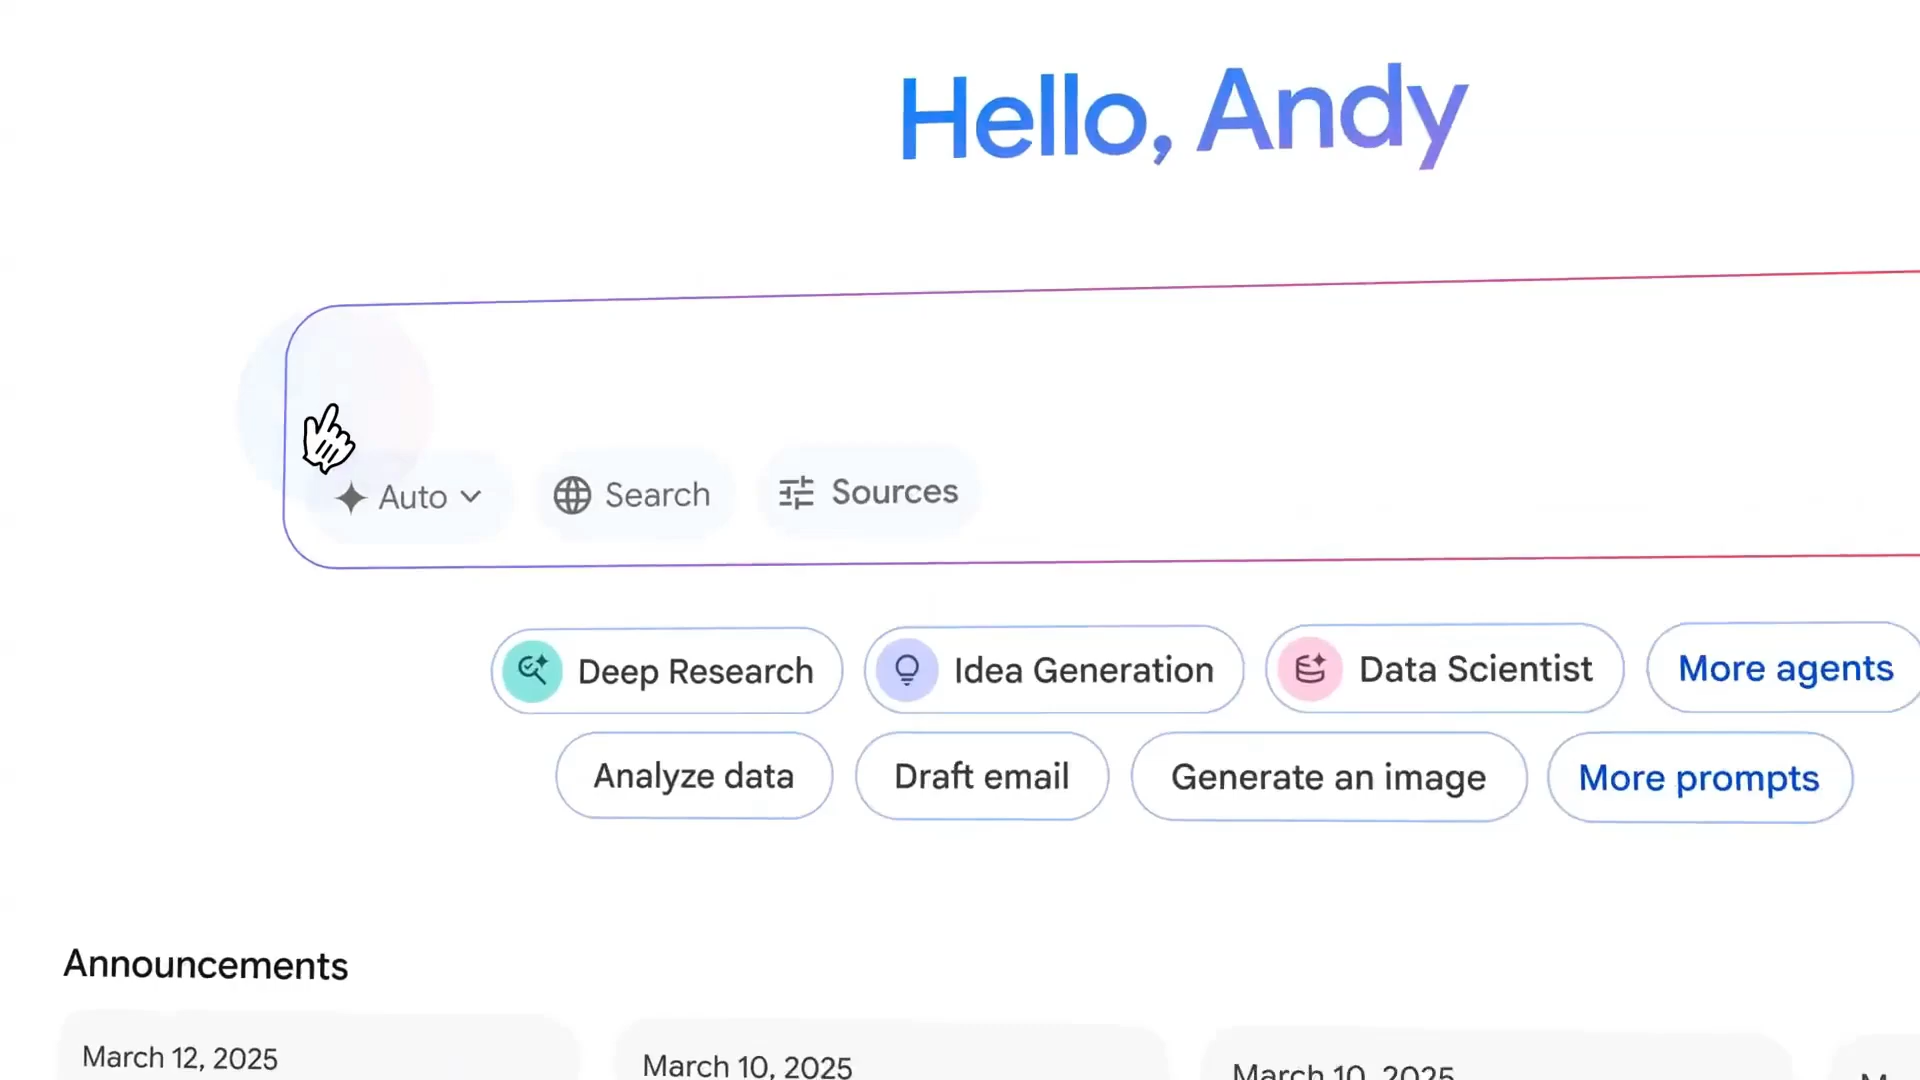 Hello, Andy
Auto
Search
Sources
Deep Research
Idea Generation
Data Scientist
More agents
Analyze data
Draft email
Generate an image
More prompts
Announcements
March 12, 2025
March 10, 2025
March 10, 2025